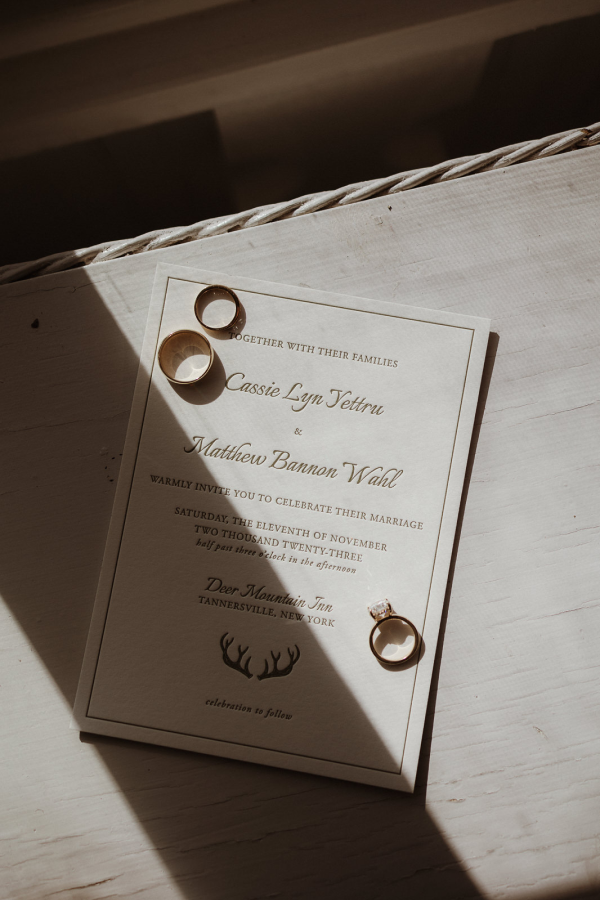 TOGETHER WITH THEIR FAMILIES
Cassie Lyn Yettru
&
Matthew Bannon Wahl
WARMLY INVITE YOU TO CELEBRATE THEIR MARRIAGE
SATURDAY, THE ELEVENTH OF NOVEMBER
TWO THOUSAND TWENTY-THREE
half past three o'clock in the afternoon
Deer Mountain Inn
TANNERSVILLE, NEW YORK
celebration to follow